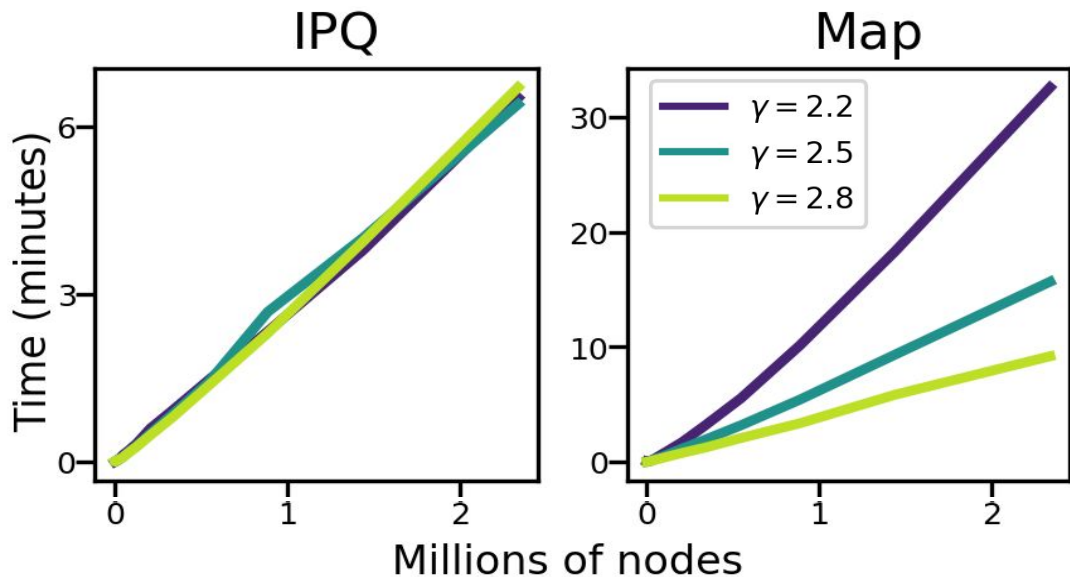 IPQ
Map
Time (minutes)
6
3
0
0
1
2
30
20
10
0
0
1
2
γ = 2.2
γ = 2.5
γ = 2.8
Millions of nodes